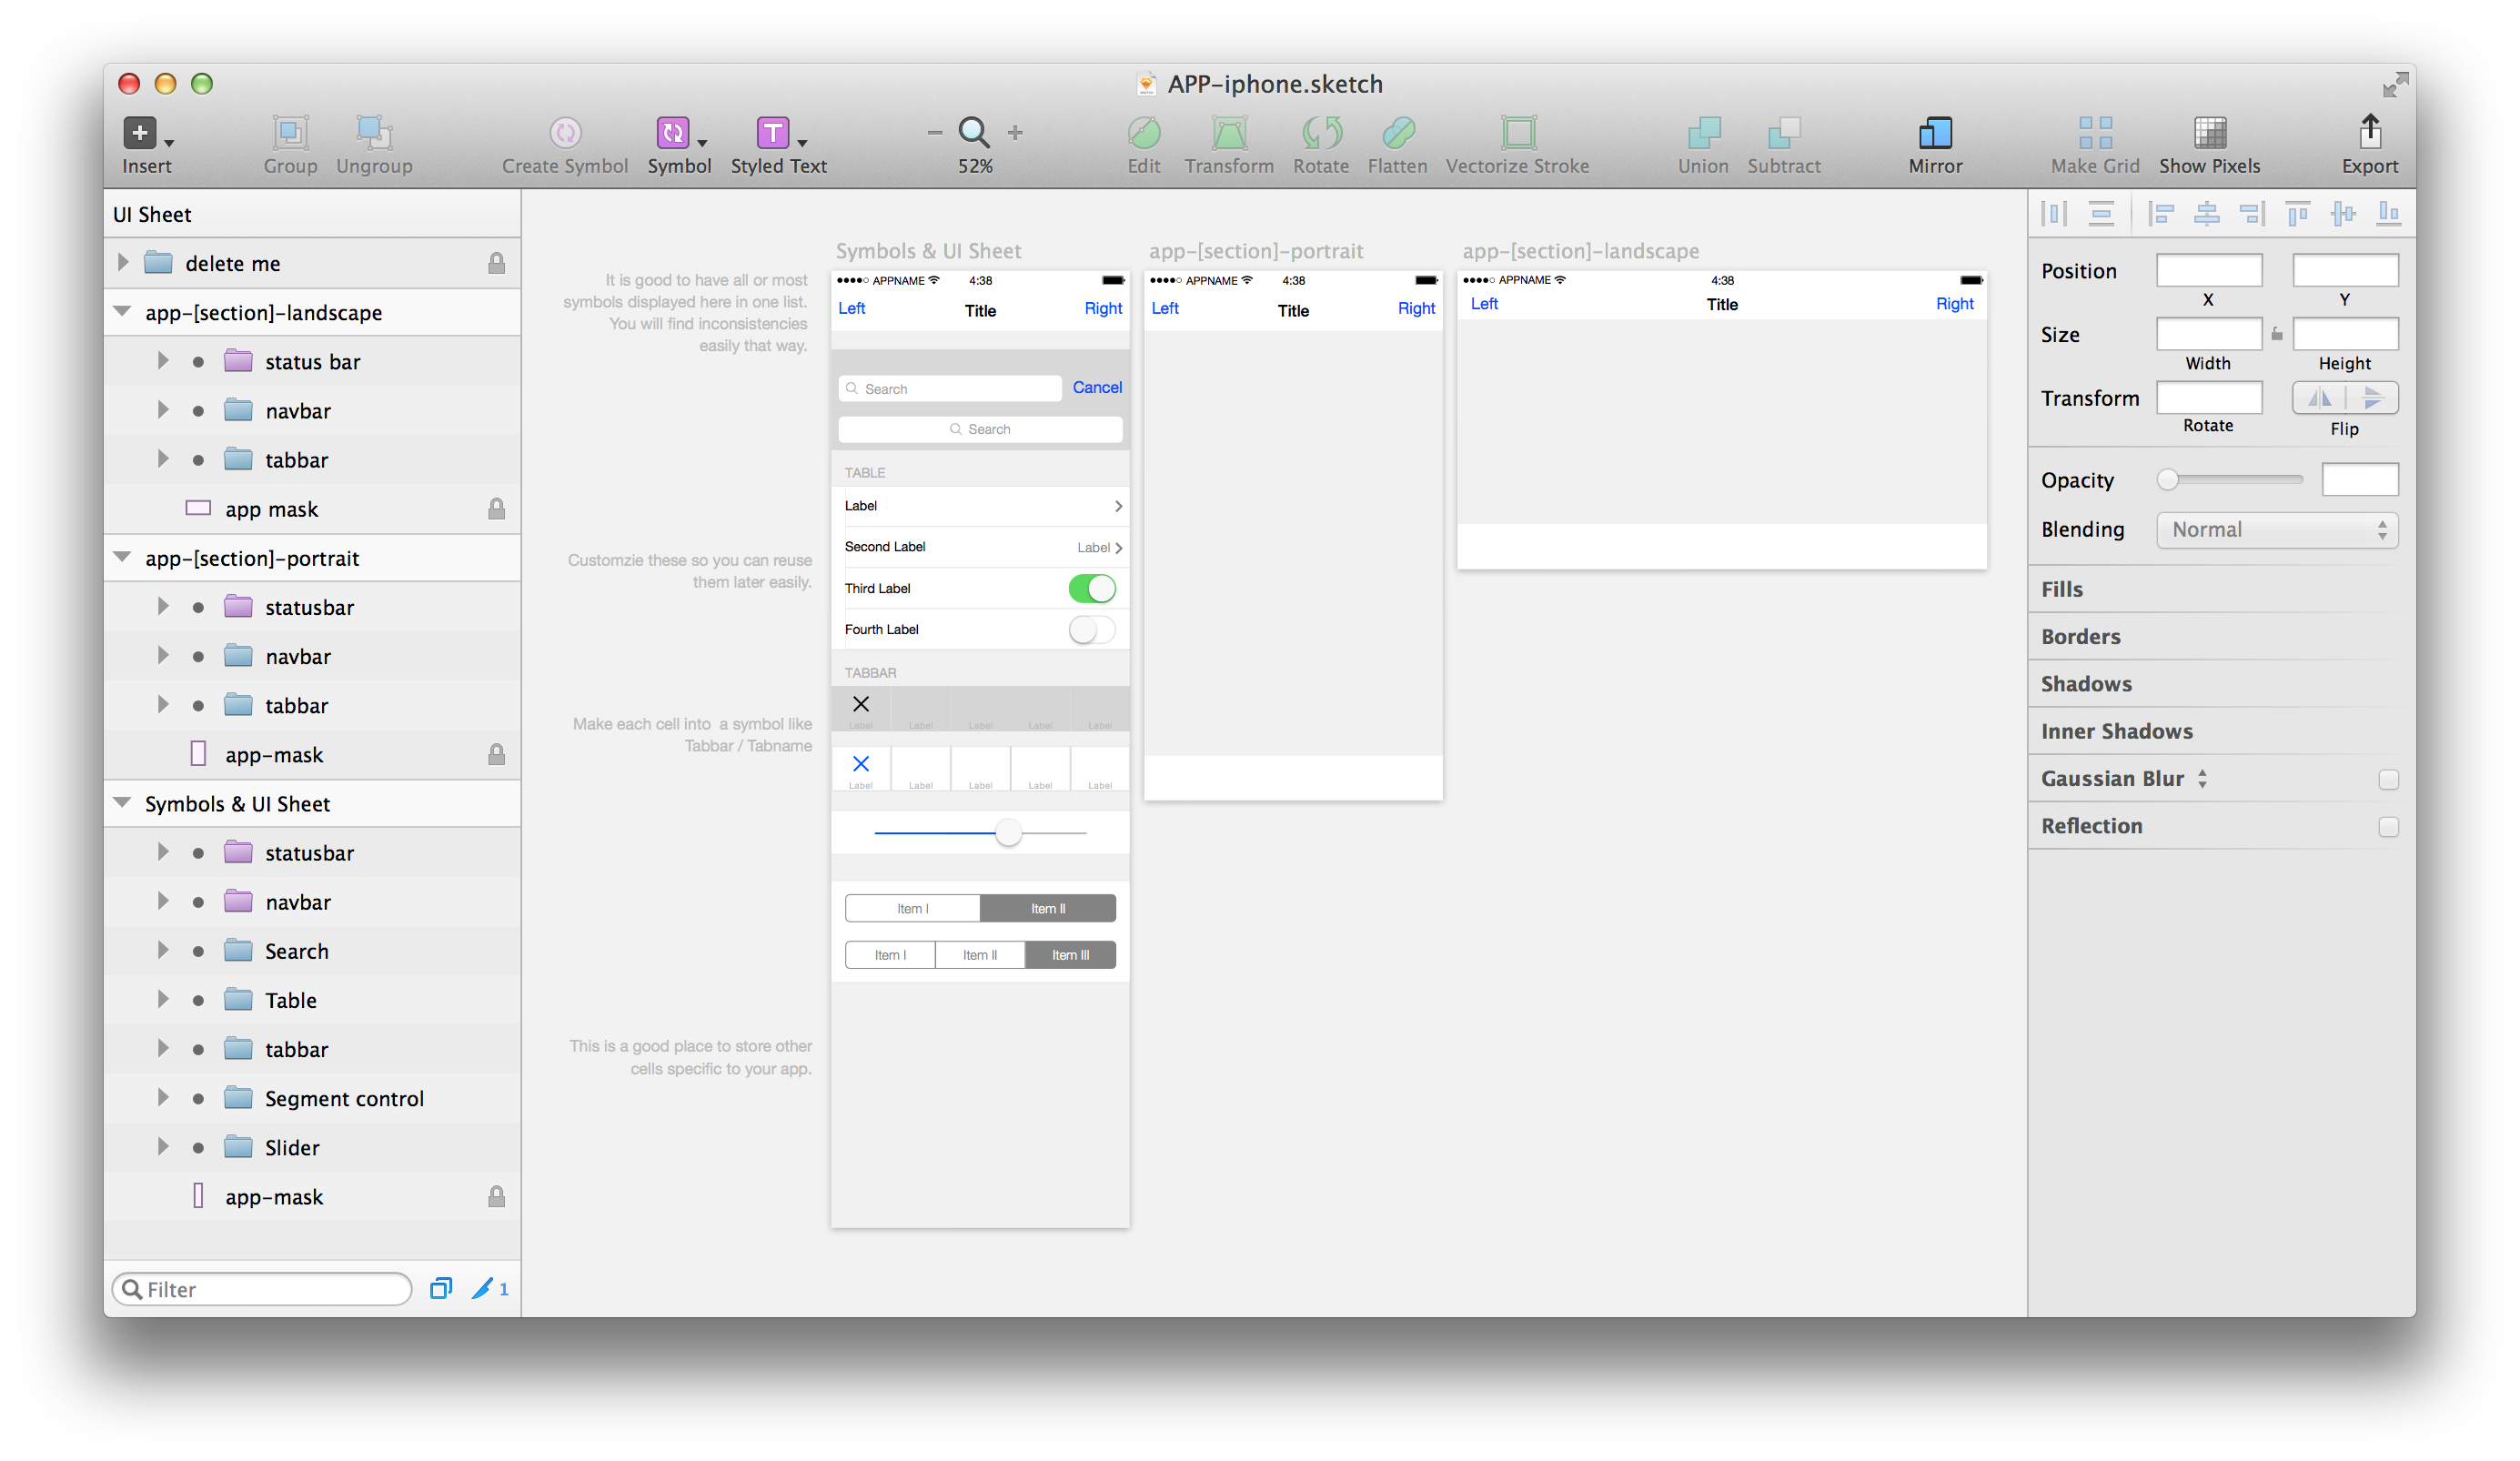 APP-iphone.sketch
Insert
Group
Ungroup
Create Symbol
Symbol
Styled Text
52%
Edit
Transform
Rotate
Flatten
Vectorize Stroke
Union
Subtract
Mirror
Make Grid
Show Pixels
Export
UI Sheet
delete me
app-[section]-landscape
status bar
navbar
tabbar
app mask
app-[section]-portrait
statusbar
navbar
tabbar
app-mask
Symbols & UI Sheet
statusbar
navbar
Search
Table
tabbar
Segment control
Slider
app-mask
Filter
1
It is good to have all or most
symbols displayed here in one list.
You will find inconsistencies
easily that way.
Customzie these so you can reuse
them later easily.
Make each cell into a symbol like
Tabbar / Tabname
This is a good place to store other
cells specific to your app.
Symbols & UI Sheet
APPNAME 4:38
Left Title Right
Search Cancel
Search
TABLE
Label
Second Label Label
Third Label
Fourth Label
TABBAR
Label Label Label Label Label
Label Label Label Label Label
Item I Item II
Item I Item II Item III
app-[section]-portrait
APPNAME 4:38
Left Title Right
app-[section]-landscape
APPNAME 4:38
Left Title Right
Position
X Y
Size
Width Height
Transform
Rotate Flip
Opacity
Blending Normal
Fills
Borders
Shadows
Inner Shadows
Gaussian Blur
Reflection